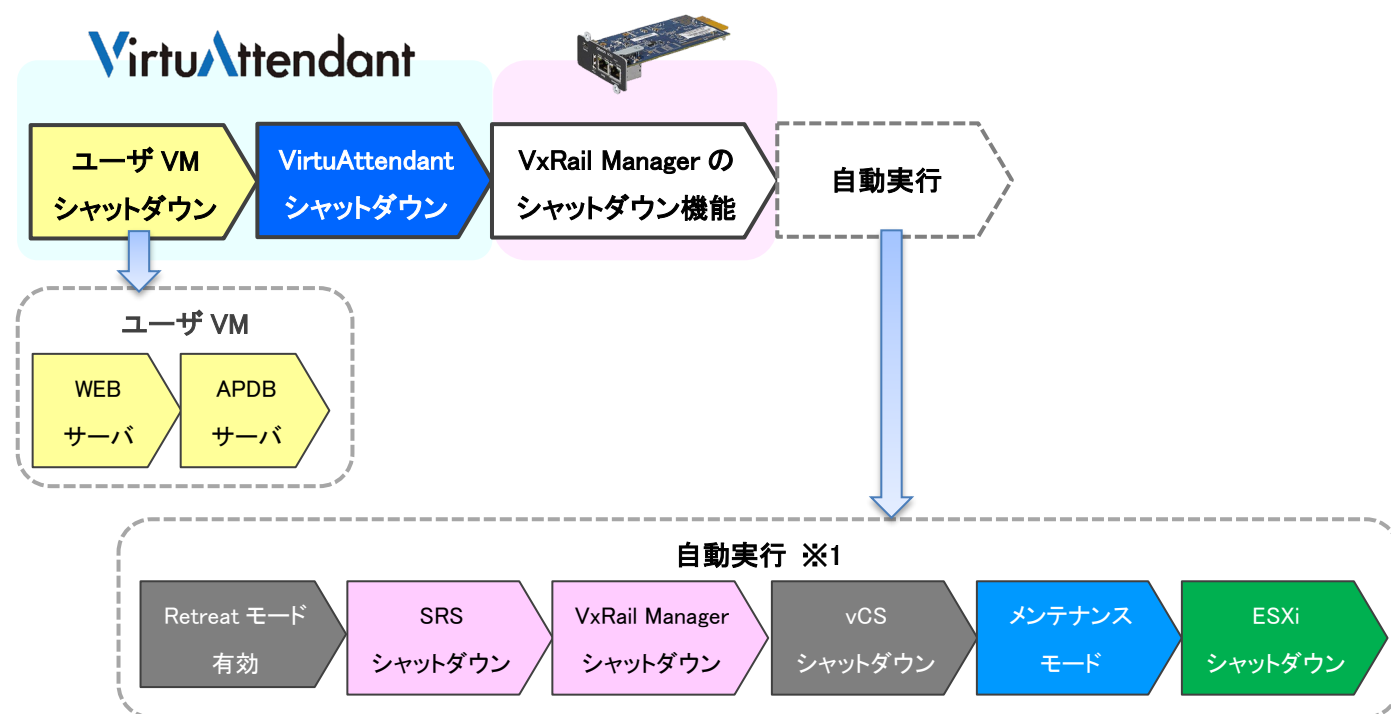 VirtuAttendant
ユーザ VM
シャットダウン
VirtuAttendant
シャットダウン
VxRail Manager の
シャットダウン機能
自動実行
ユーザ VM
WEB
サーバ
APDB
サーバ
自動実行 ※1
Retreat モード
有効
SRS
シャットダウン
VxRail Manager
シャットダウン
vCS
シャットダウン
メンテナンス
モード
ESXi
シャットダウン